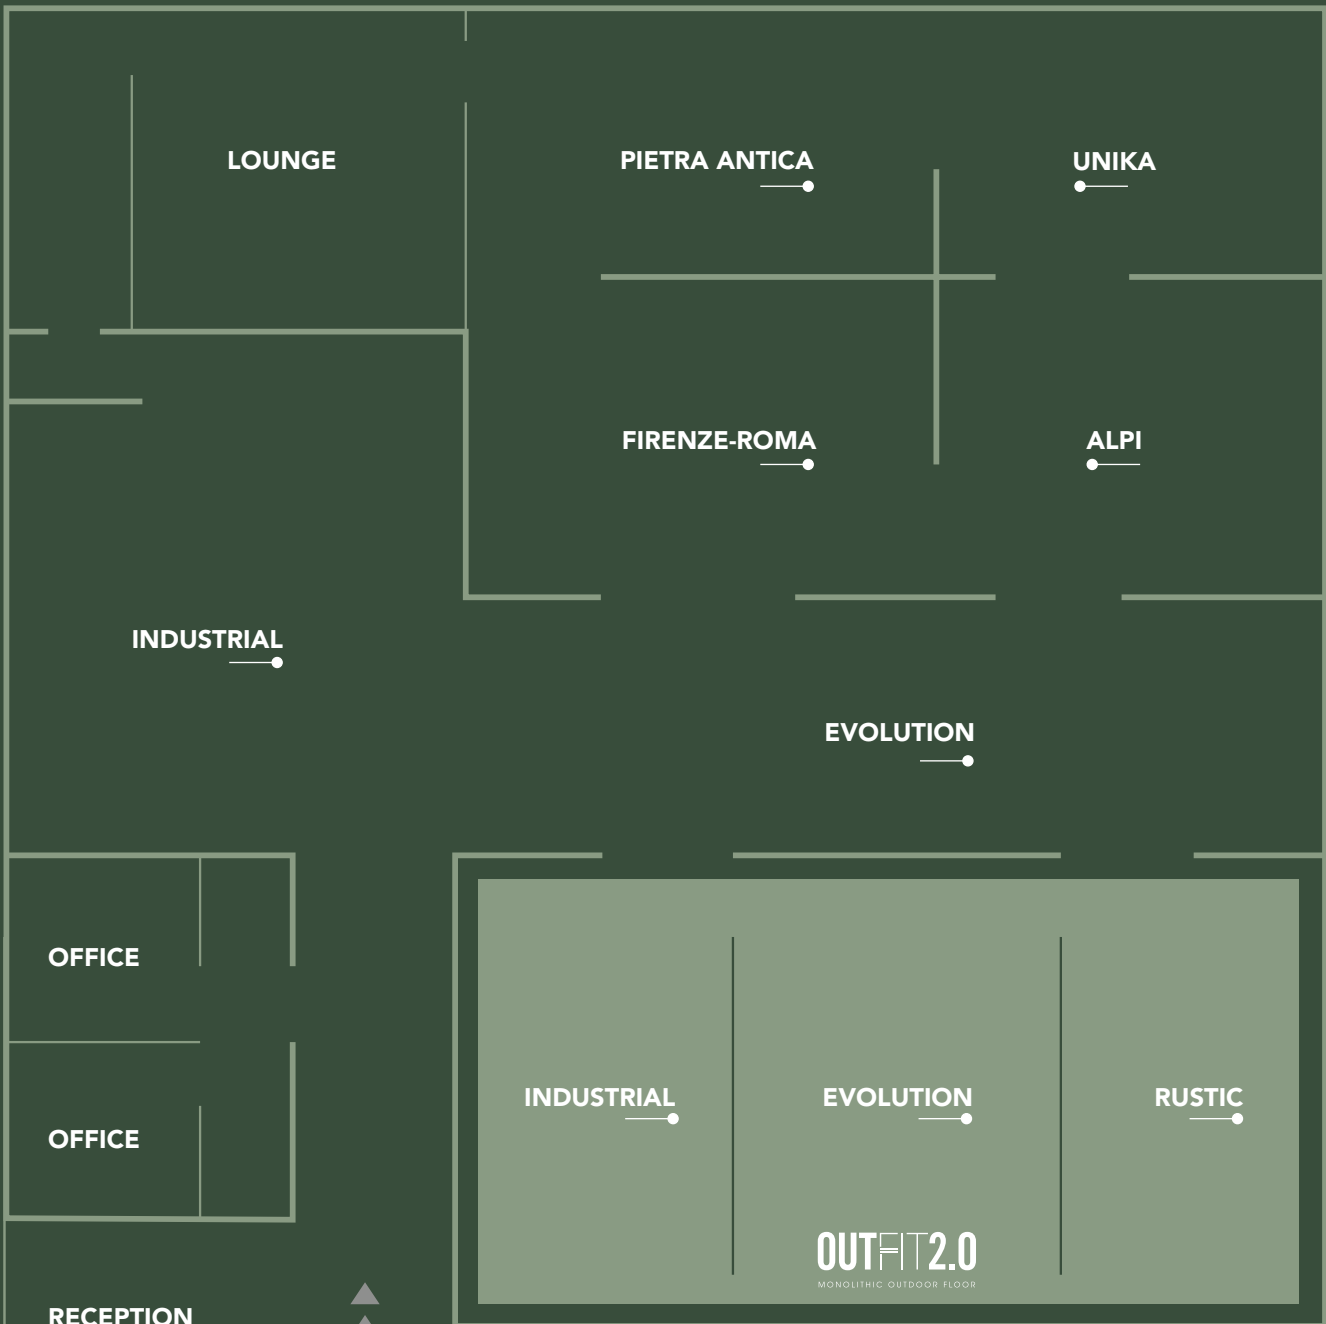 LOUNGE
PIETRA ANTICA
UNIKA
FIRENZE-ROMA
ALPI
INDUSTRIAL
EVOLUTION
OFFICE
OFFICE
INDUSTRIAL
EVOLUTION
RUSTIC
OUTFIT2.0
MONOLITHIC OUTDOOR FLOOR
RECEPTION